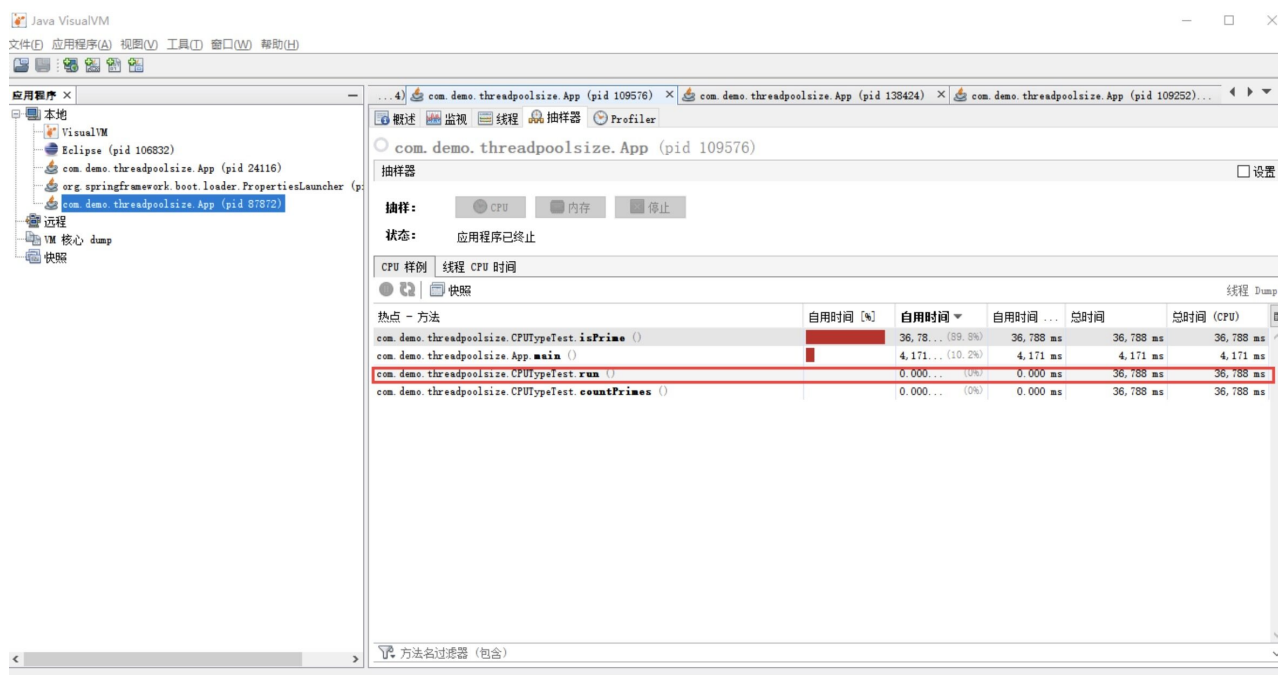 Java VisualVM
文件(F) 应用程序(A) 视图(V) 工具(T) 窗口(W) 帮助(H)
应用程序
本地
VisualVM
Eclipse (pid 106832)
com.demo.threadpoolsize.App (pid 24116)
org.springframework.boot.loader.PropertiesLauncher (p
com.demo.threadpoolsize.App (pid 87872)
远程
VM 核心 dump
快照
...4) com.demo.threadpoolsize.App (pid 109576) com.demo.threadpoolsize.App (pid 138424) com.demo.threadpoolsize.App (pid 109252)...
概述 监视 线程 抽样器 Profiler
com.demo.threadpoolsize.App (pid 109576)
抽样器 设置
抽样: CPU 内存 停止
状态: 应用程序已终止
CPU 样例 线程 CPU 时间
快照 线程 Dump
热点 - 方法 自用时间 [%] 自用时间 自用时间 ... 总时间 总时间 (CPU)
com.demo.threadpoolsize.CPUTypeTest.isPrime () 36,78... (89.8%) 36,788 ms 36,788 ms 36,788 ms
com.demo.threadpoolsize.App.main () 4,171... (10.2%) 4,171 ms 4,171 ms 4,171 ms
com.demo.threadpoolsize.CPUTypeTest.run () 0.000... (0%) 0.000 ms 36,788 ms 36,788 ms
com.demo.threadpoolsize.CPUTypeTest.countPrimes () 0.000... (0%) 0.000 ms 36,788 ms 36,788 ms
方法名过滤器 (包含)